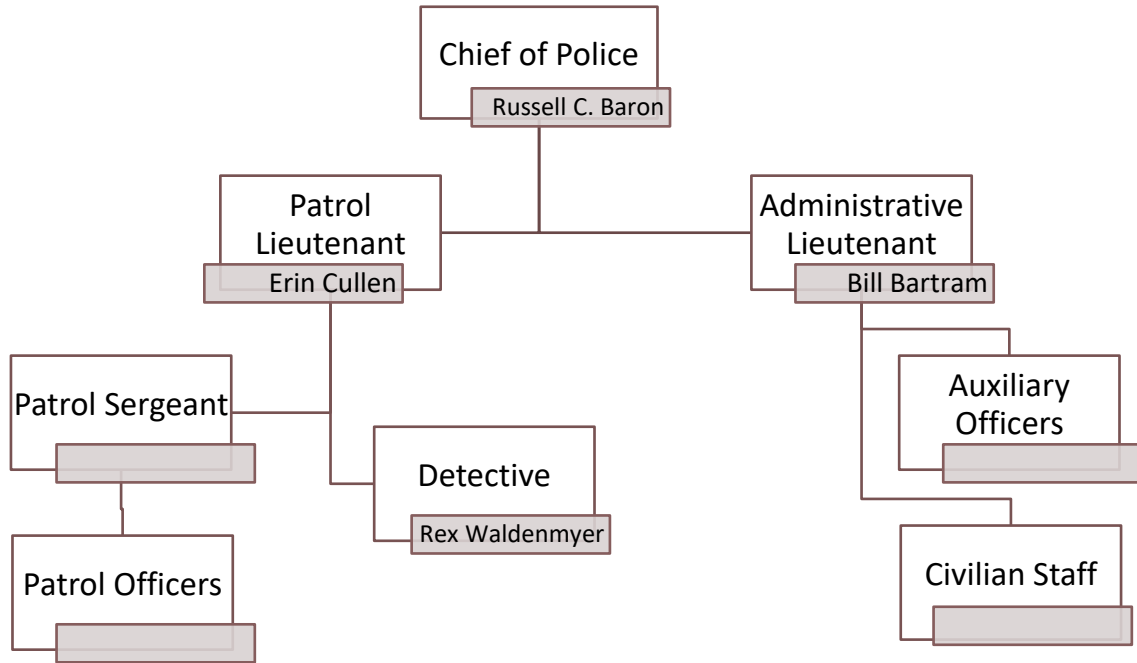 Chief of Police
Russell C. Baron
Patrol
Lieutenant
Erin Cullen
Administrative
Lieutenant
Bill Bartram
Patrol Sergeant
Detective
Rex Waldenmyer
Patrol Officers
Auxiliary
Officers
Civilian Staff